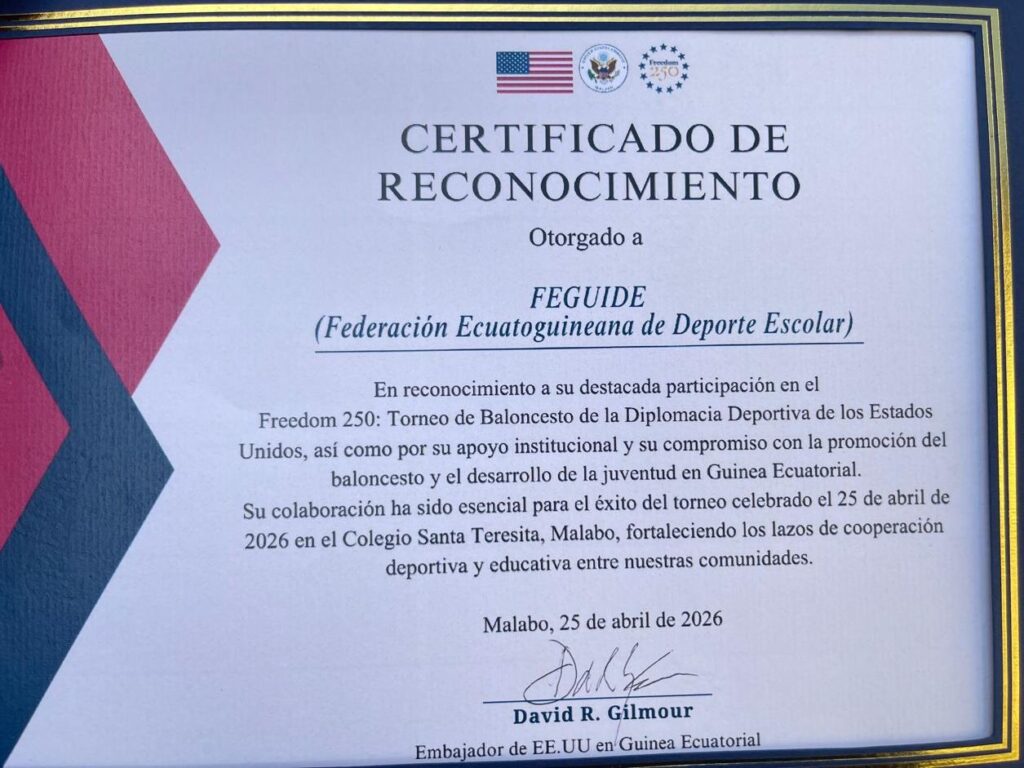 Freedom
250
CERTIFICADO DE
RECONOCIMIENTO
Otorgado a
FEGUIDE
(Federación Ecuatoguineana de Deporte Escolar)
En reconocimiento a su destacada participación en el
Freedom 250: Torneo de Baloncesto de la Diplomacia Deportiva de los Estados
Unidos, así como por su apoyo institucional y su compromiso con la promoción del
baloncesto y el desarrollo de la juventud en Guinea Ecuatorial.
Su colaboración ha sido esencial para el éxito del torneo celebrado el 25 de abril de
2026 en el Colegio Santa Teresita, Malabo, fortaleciendo los lazos de cooperación
deportiva y educativa entre nuestras comunidades.
Malabo, 25 de abril de 2026
David R. Gilmour
Embajador de EE.UU en Guinea Ecuatorial